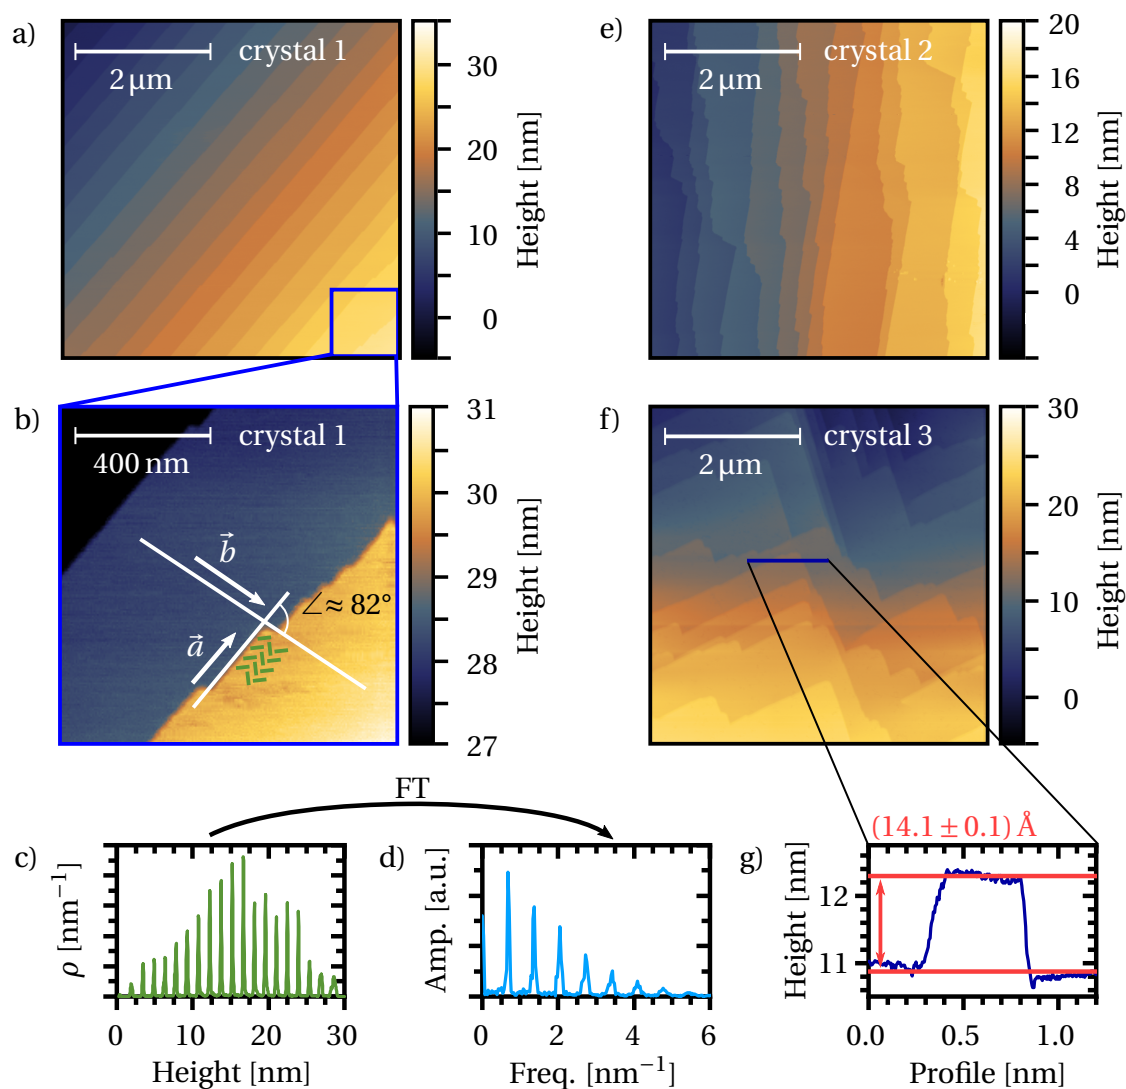 a)
crystal 1
2 µm
30
20
10
0
Height [nm]
e)
crystal 2
2 µm
20
16
12
8
4
0
Height [nm]
b)
crystal 1
400 nm
b⃗
a⃗
∠ ≈ 82°
31
30
29
28
27
Height [nm]
f)
crystal 3
2 µm
30
20
10
0
Height [nm]
FT
c)
ρ [nm⁻¹]
0 10 20 30
Height [nm]
d)
Amp. [a.u.]
0 2 4 6
Freq. [nm⁻¹]
g)
(14.1 ± 0.1) Å
Height [nm]
12
11
0.0 0.5 1.0
Profile [nm]